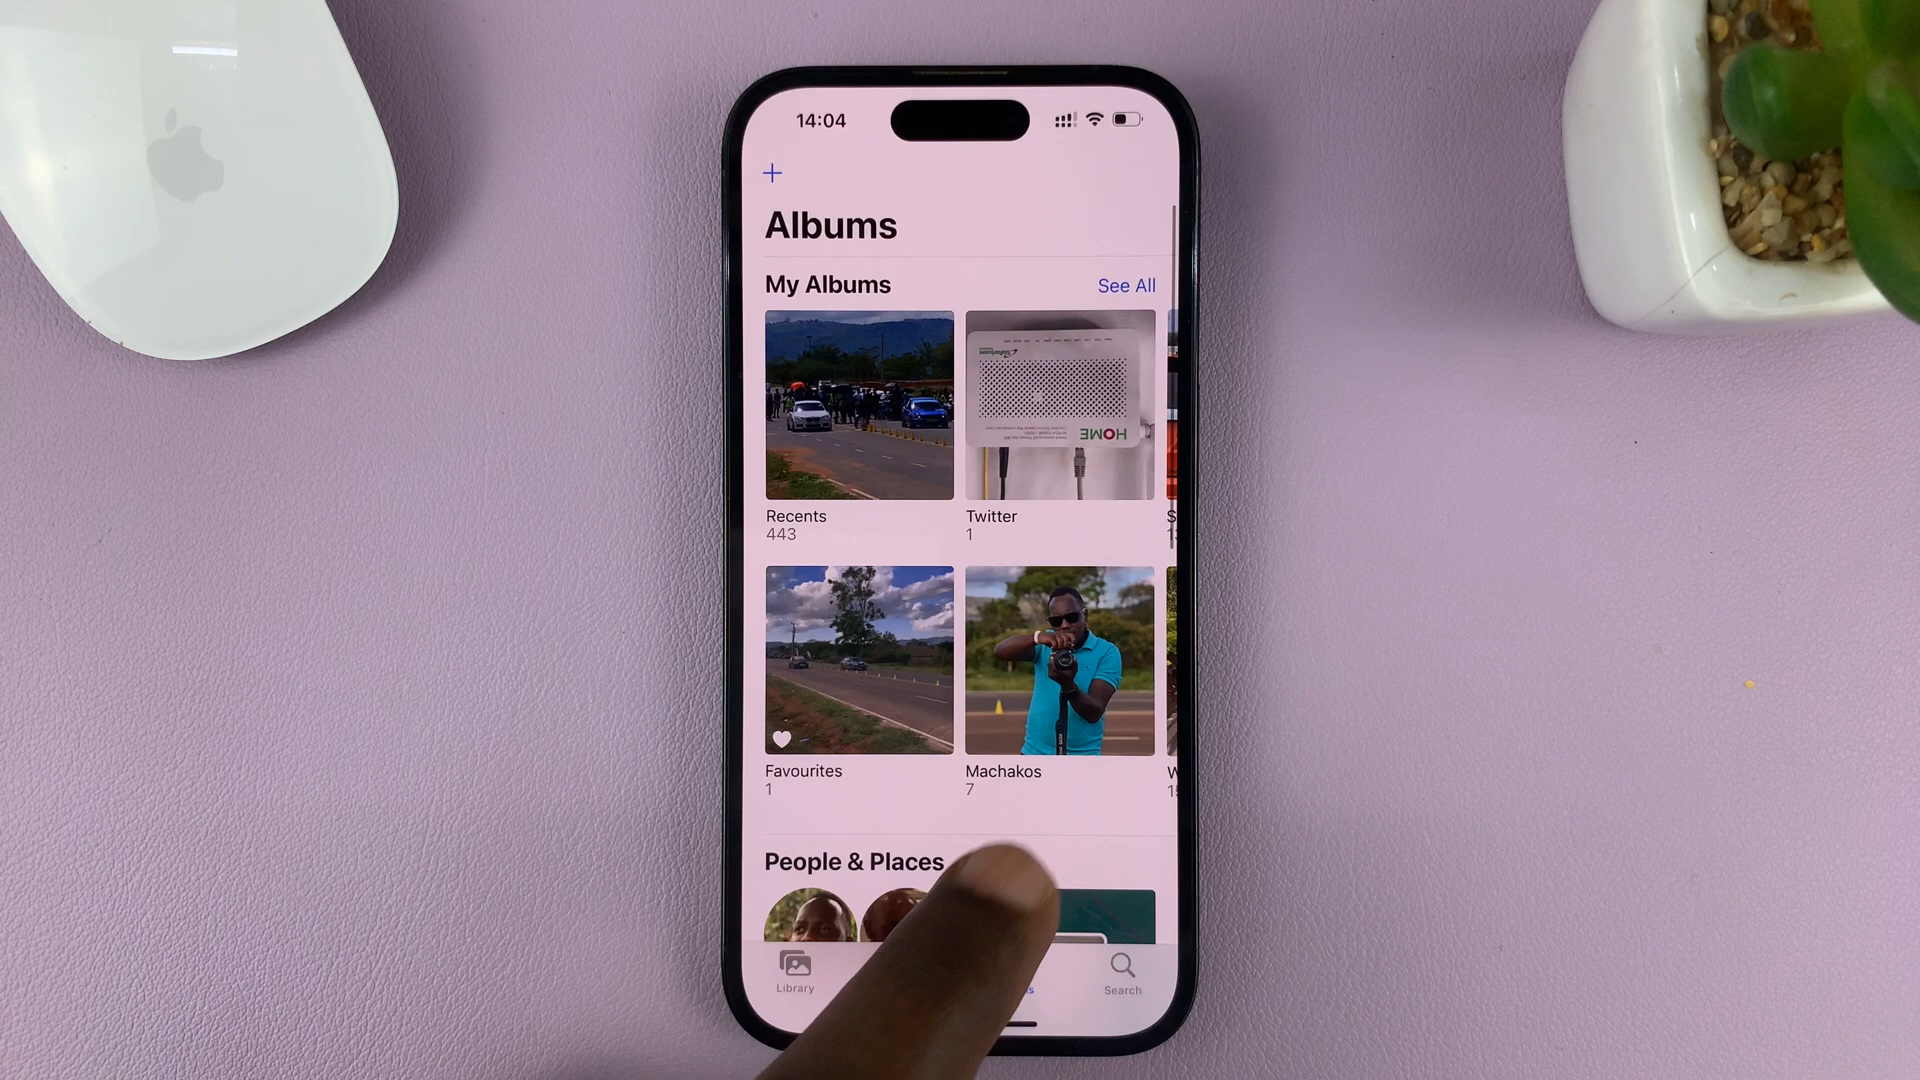 14:04
+
Albums
My Albums
See All
HOME
Recents
443
Twitter
1
Favourites
1
Machakos
7
People & Places
Library
Search